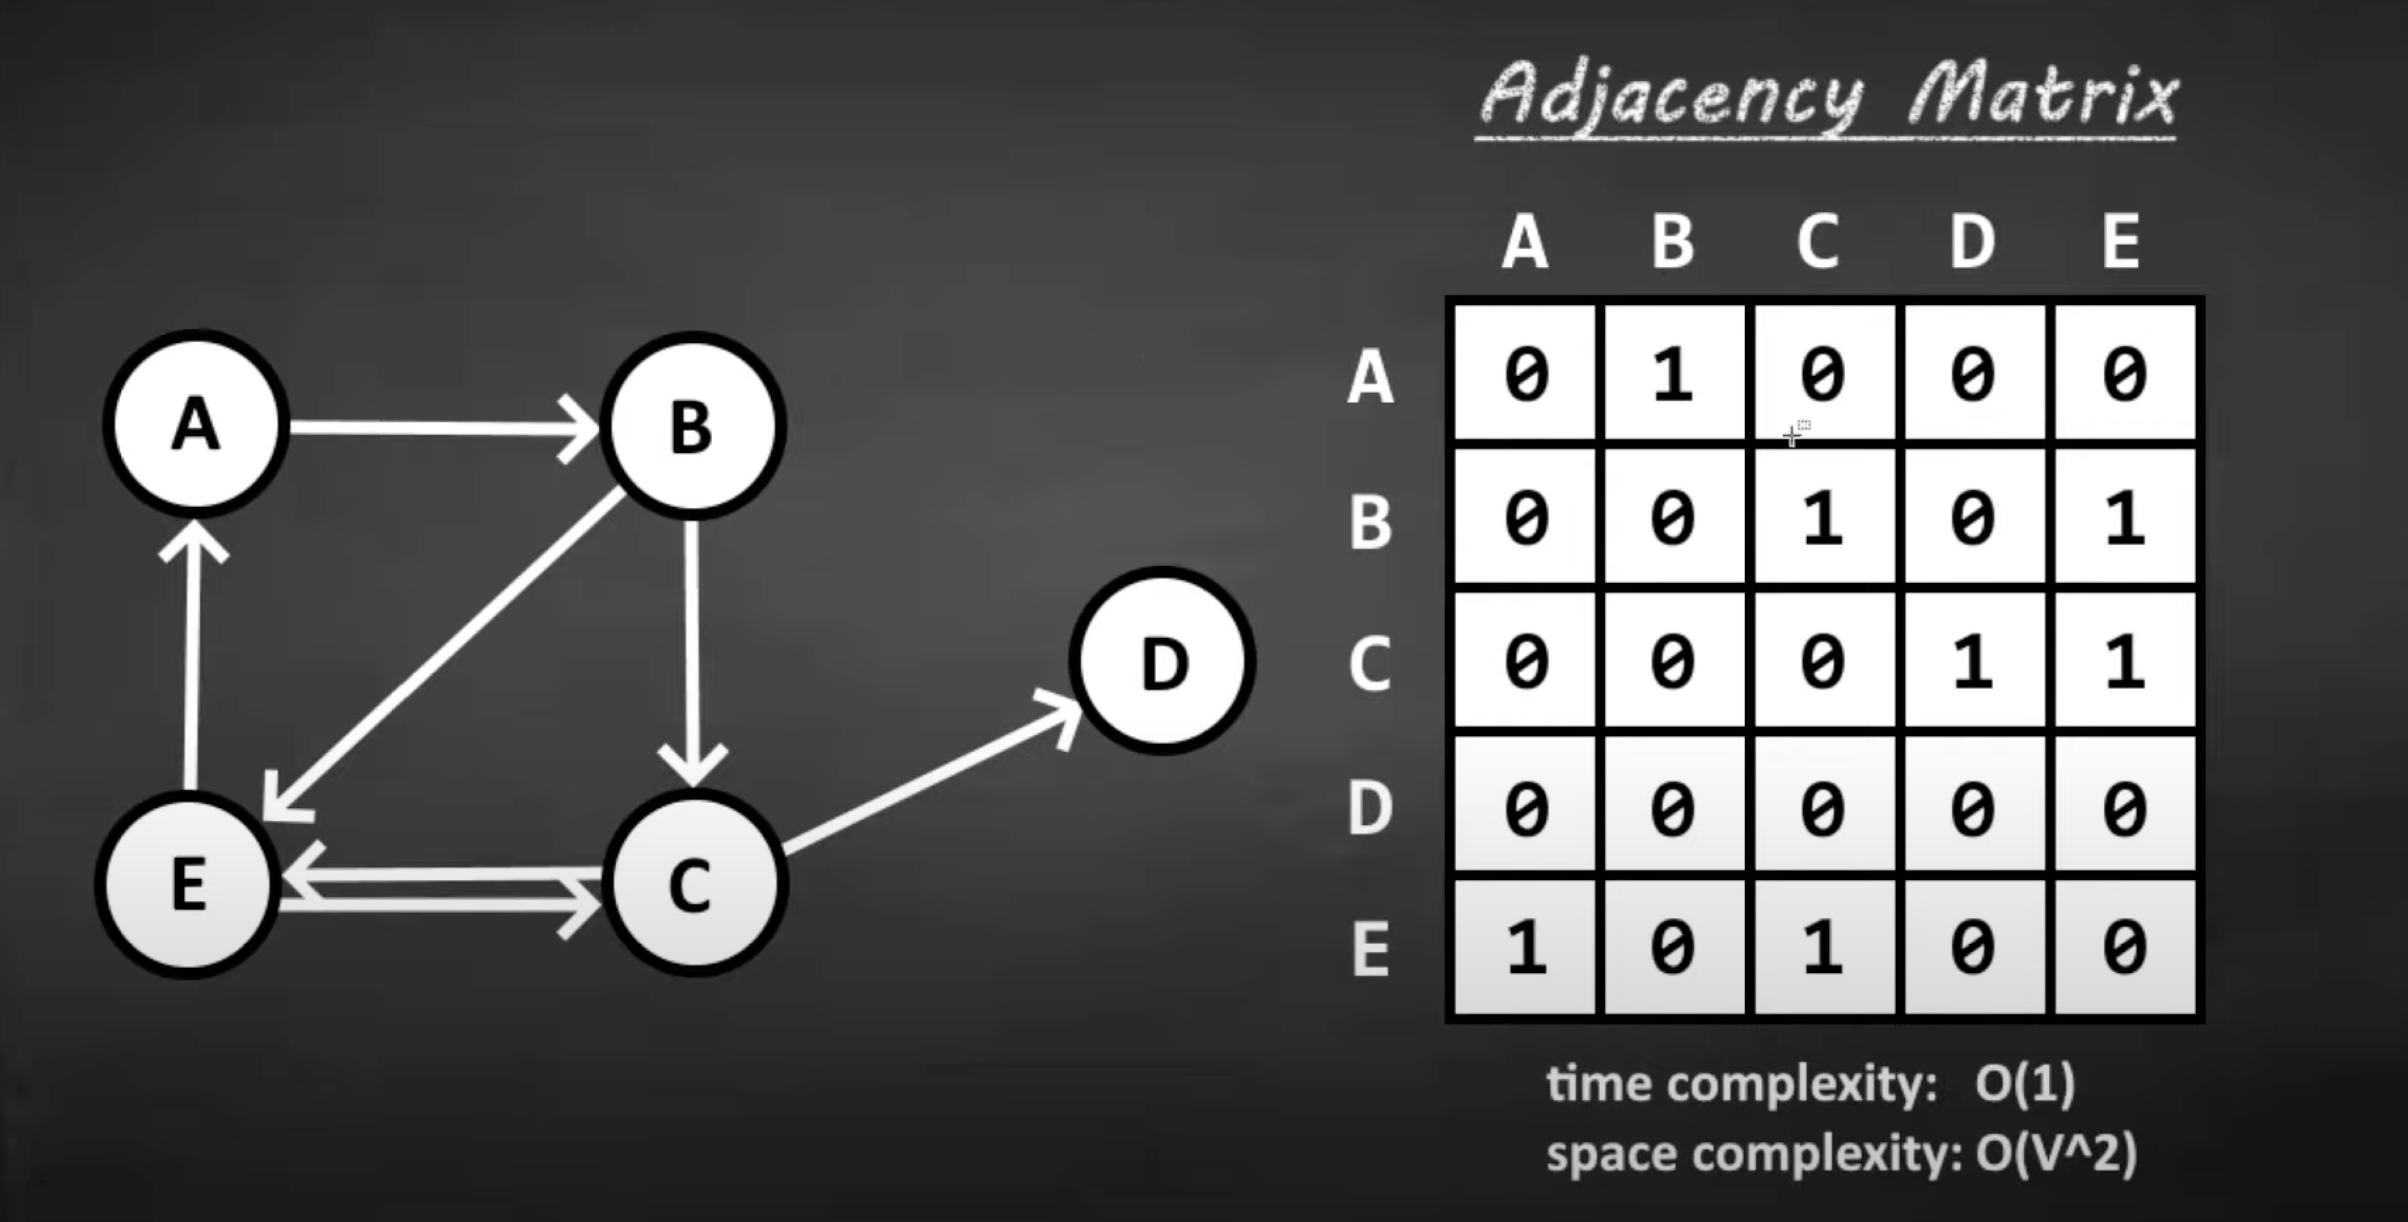 Adjacency Matrix
A B C D E
A 0 1 0 0 0
B 0 0 1 0 1
C 0 0 0 1 1
D 0 0 0 0 0
E 1 0 1 0 0
time complexity: O(1)
space complexity: O(V^2)
A
B
D
E
C